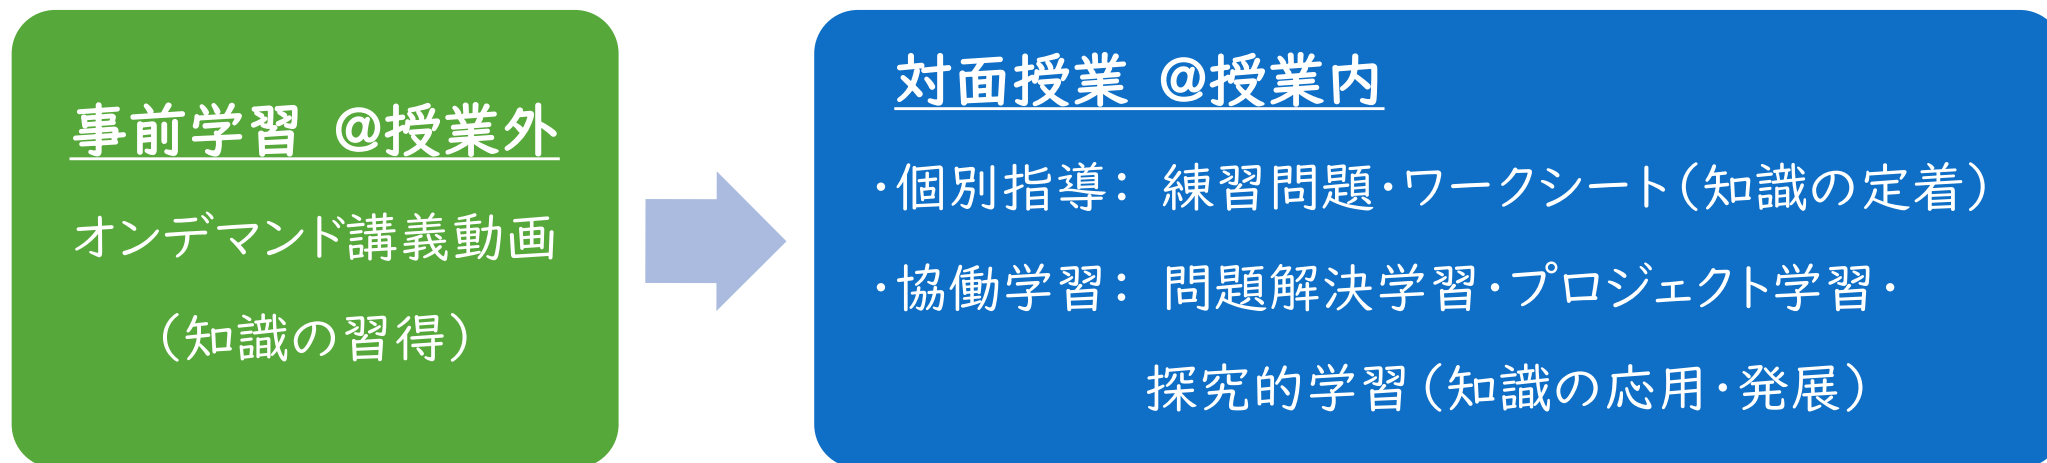 事前学習 @授業外
オンデマンド講義動画
（知識の習得）
対面授業 @授業内
・個別指導： 練習問題・ワークシート（知識の定着）
・協働学習： 問題解決学習・プロジェクト学習・
探究的学習（知識の応用・発展）